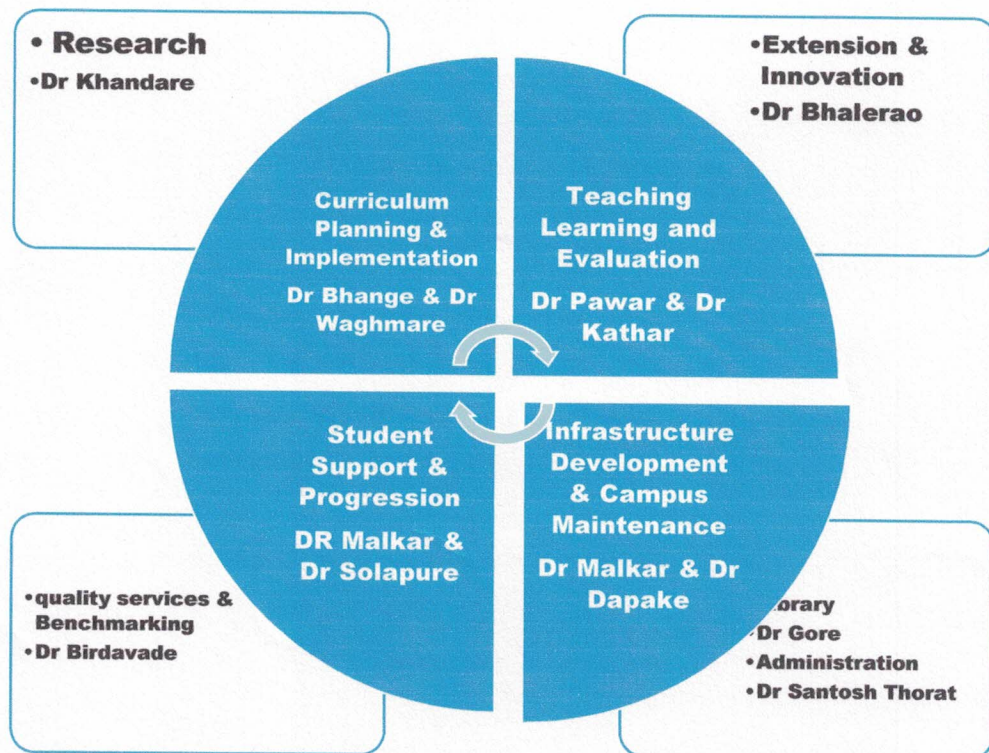 • Research
•Dr Khandare
•Extension &
Innovation
•Dr Bhalerao
Curriculum
Planning &
Implementation
Dr Bhange & Dr
Waghmare
Teaching
Learning and
Evaluation
Dr Pawar & Dr
Kathar
Student
Support &
Progression
DR Malkar &
Dr Solapure
Infrastructure
Development
& Campus
Maintenance
Dr Malkar & Dr
Dapake
•quality services &
Benchmarking
•Dr Birdavade
•Dr Gore
•Administration
•Dr Santosh Thorat